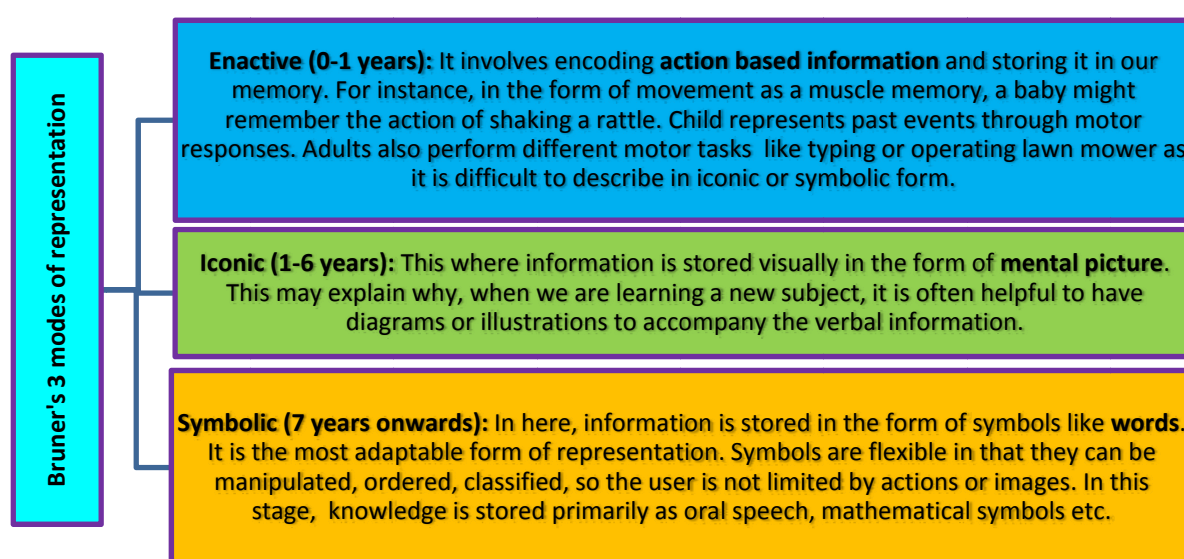 Bruner's 3 modes of representation
Enactive (0-1 years): It involves encoding action based information and storing it in our
memory. For instance, in the form of movement as a muscle memory, a baby might
remember the action of shaking a rattle. Child represents past events through motor
responses. Adults also perform different motor tasks like typing or operating lawn mower as
it is difficult to describe in iconic or symbolic form.
Iconic (1-6 years): This where information is stored visually in the form of mental picture.
This may explain why, when we are learning a new subject, it is often helpful to have
diagrams or illustrations to accompany the verbal information.
Symbolic (7 years onwards): In here, information is stored in the form of symbols like words.
It is the most adaptable form of representation. Symbols are flexible in that they can be
manipulated, ordered, classified, so the user is not limited by actions or images. In this
stage, knowledge is stored primarily as oral speech, mathematical symbols etc.